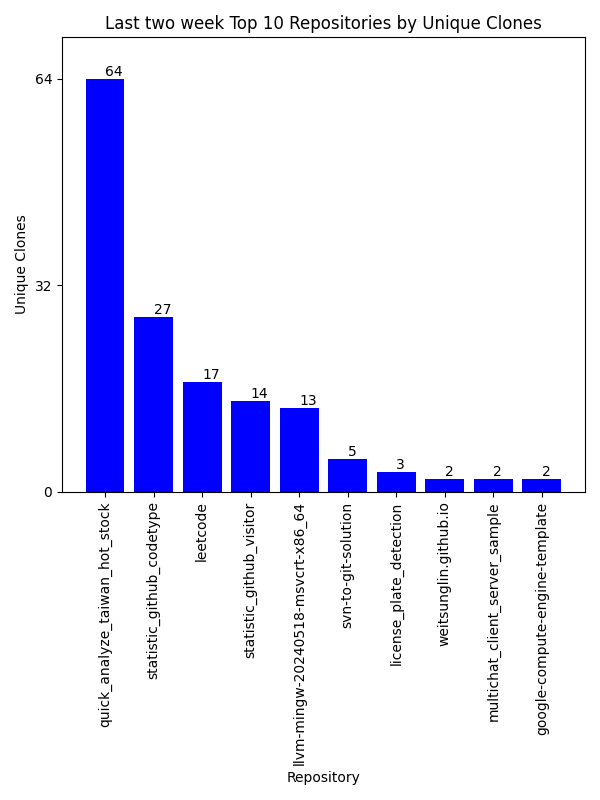 Last two week Top 10 Repositories by Unique Clones
Unique Clones
64
32
0
64
27
17
14
13
5
3
2
2
2
quick_analyze_taiwan_hot_stock
statistic_github_codetype
leetcode
statistic_github_visitor
llvm-mingw-20240518-msvcrt-x86_64
svn-to-git-solution
license_plate_detection
weitsunglin.github.io
multichat_client_server_sample
google-compute-engine-template
Repository